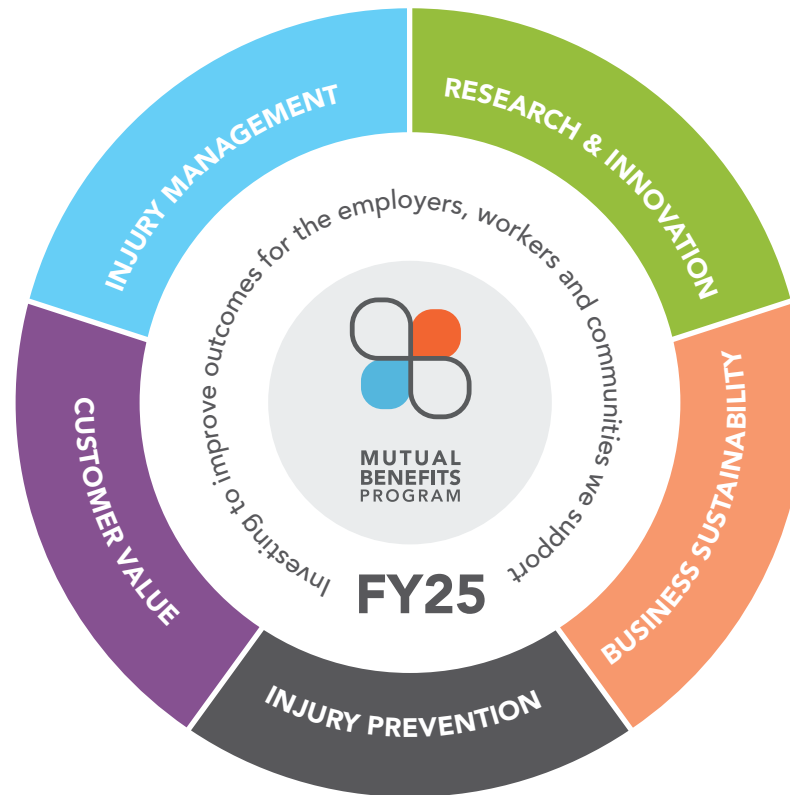 INJURY MANAGEMENT
RESEARCH & INNOVATION
BUSINESS SUSTAINABILITY
INJURY PREVENTION
CUSTOMER VALUE
Investing to improve outcomes for the employers, workers and communities we support
MUTUAL
BENEFITS
PROGRAM
FY25